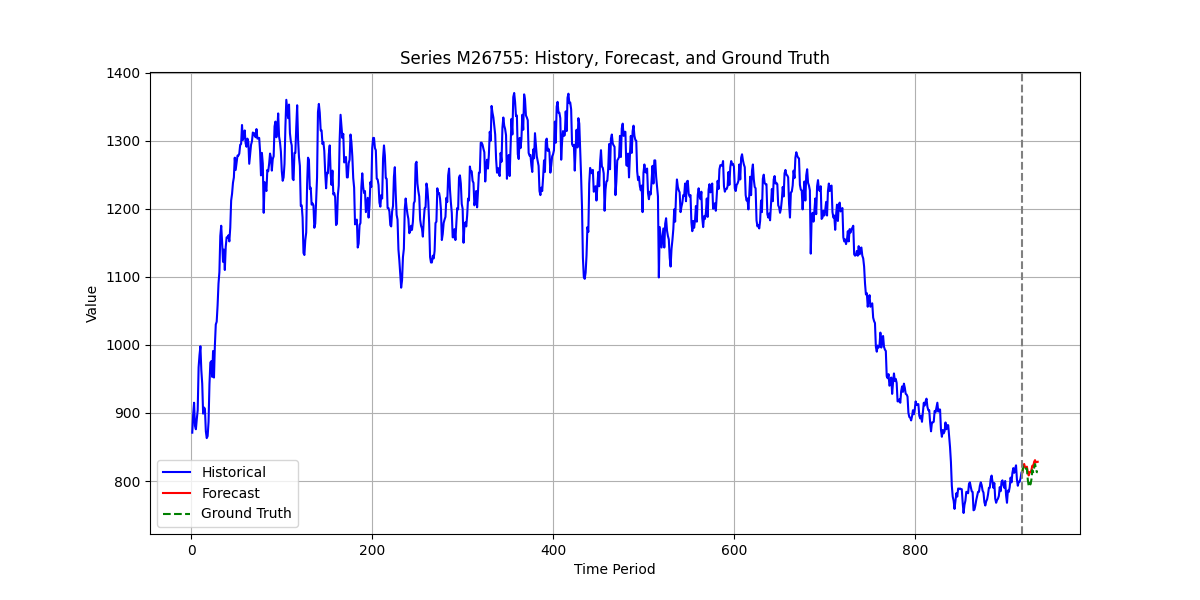 Series M26755: History, Forecast, and Ground Truth
Value
1400
1300
1200
1100
1000
900
800
Historical
Forecast
Ground Truth
0
200
400
600
800
Time Period